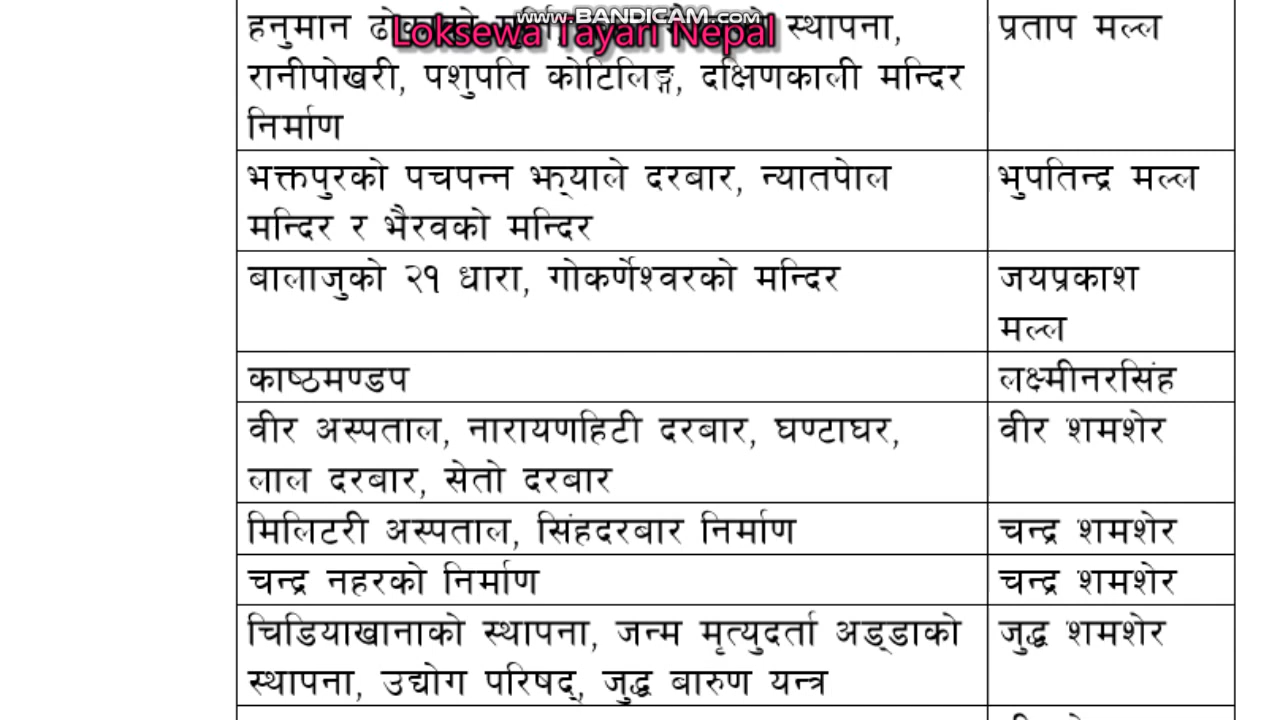 www.BANDICAM.com
Loksewa Tayari Nepal
हनुमान स्थापना, प्रताप मल्ल
रानीपोखरी, पशुपति कोटिलिङ्ग, दक्षिणकाली मन्दिर
निर्माण
भक्तपुरको पचपन्न झ्याले दरबार, न्यातपोल भुपतिन्द्र मल्ल
मन्दिर र भैरवको मन्दिर
बालाजुको २१ धारा, गोकर्णेश्वरको मन्दिर जयप्रकाश
मल्ल
काष्ठमण्डप लक्ष्मीनरसिंह
वीर अस्पताल, नारायणहिटी दरबार, घण्टाघर, वीर शमशेर
लाल दरबार, सेतो दरबार
मिलिटरी अस्पताल, सिंहदरबार निर्माण चन्द्र शमशेर
चन्द्र नहरको निर्माण चन्द्र शमशेर
चिडियाखानाको स्थापना, जन्म मृत्युदर्ता अड्डाको जुद्ध शमशेर
स्थापना, उद्योग परिषद्, जुद्ध बारुण यन्त्र